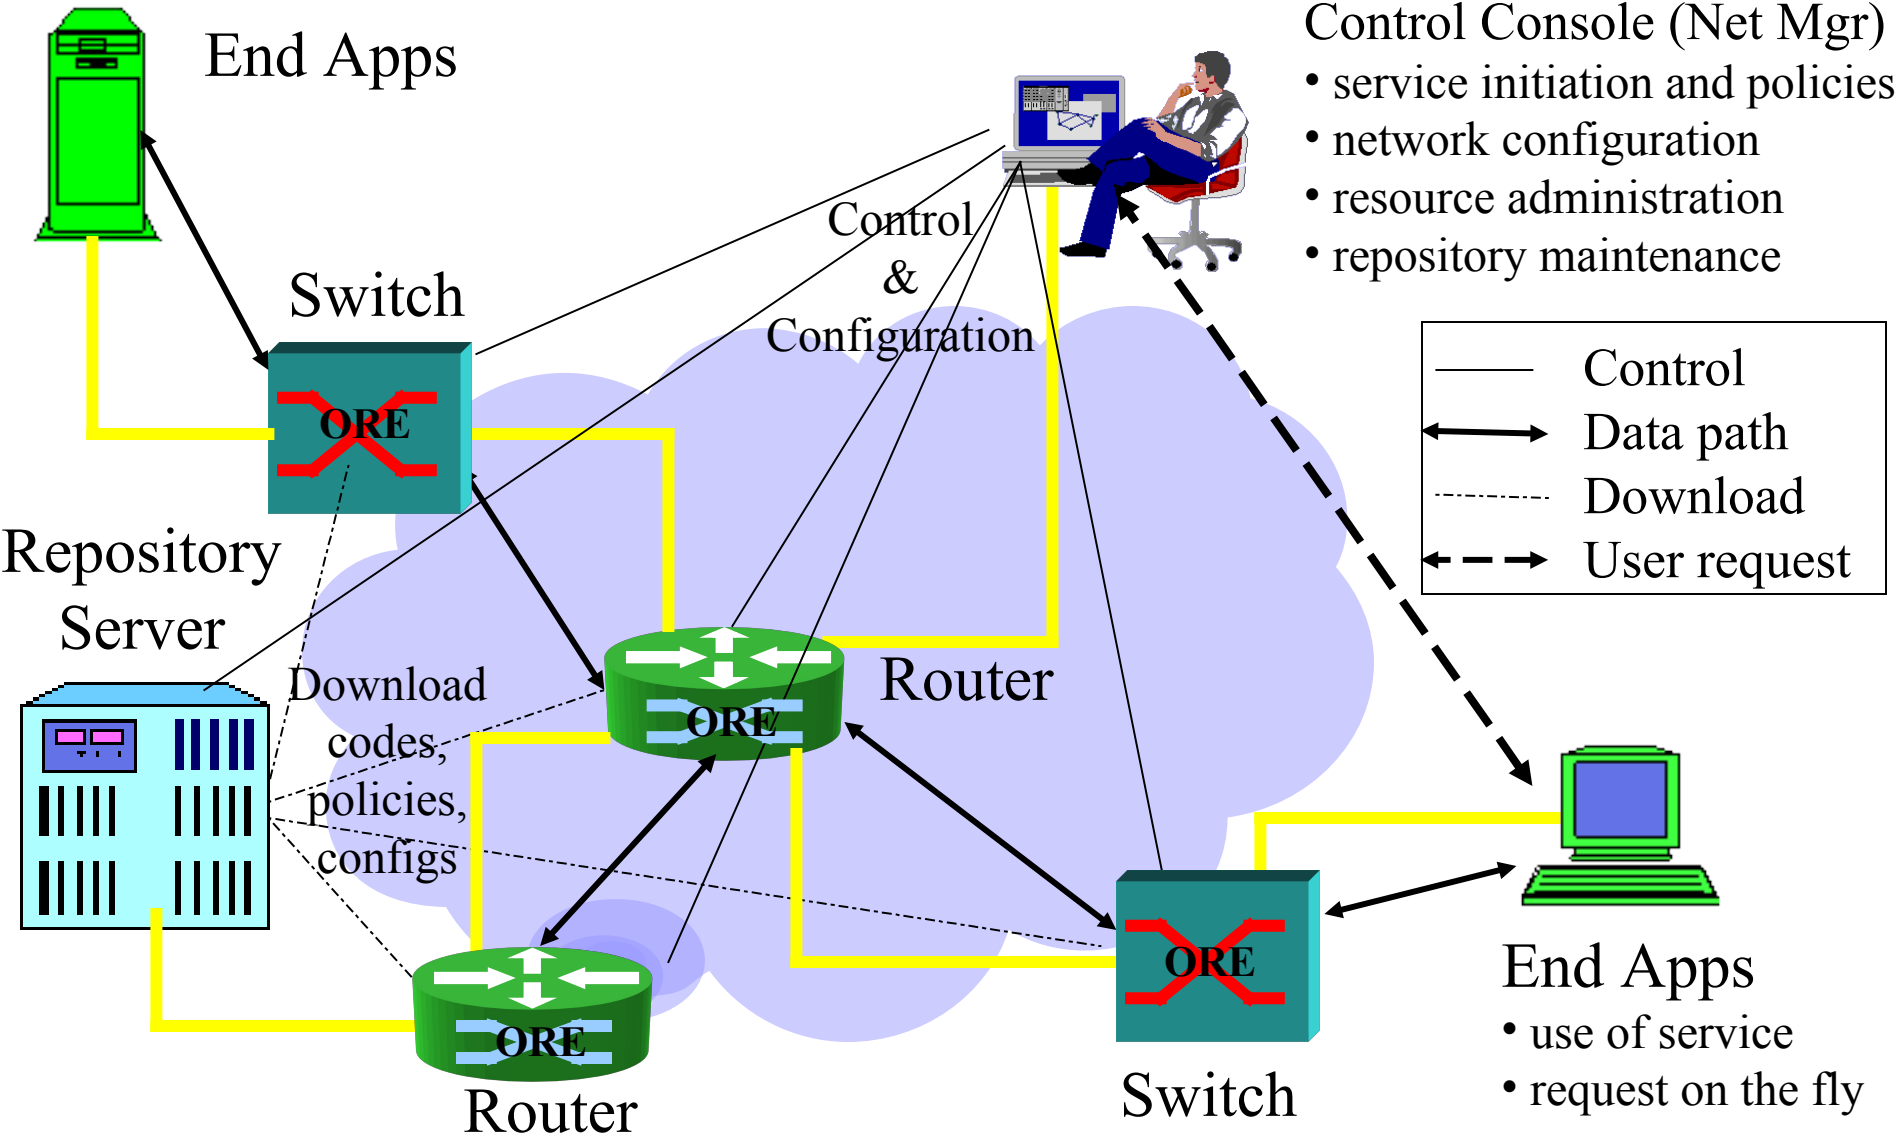 End Apps
Control Console (Net Mgr)
• service initiation and policies
• network configuration
• resource administration
• repository maintenance
Control
&
Configuration
Switch
ORE
Control
Data path
Download
User request
Repository
Server
Download
codes,
policies,
configs
Router
ORE
ORE
Router
ORE
Switch
End Apps
• use of service
• request on the fly